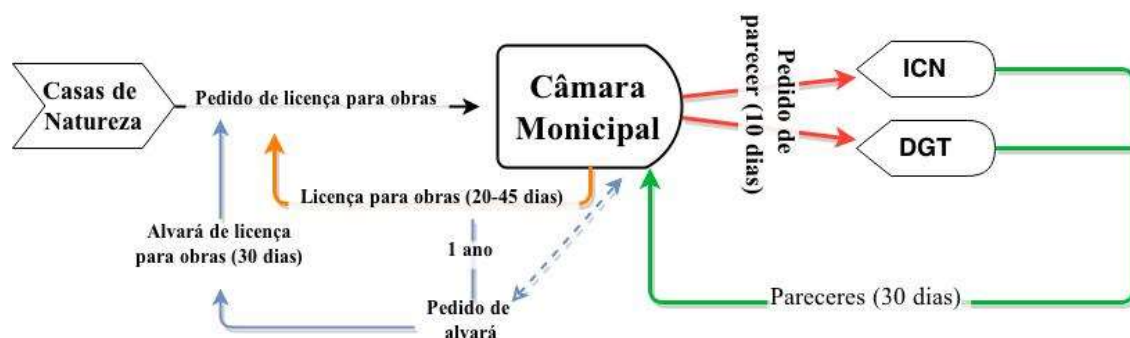 Casas de
Natureza
Pedido de licença para obras
Câmara
Monicipal
Pedido de
parecer (10 dias)
ICN
DGT
Licença para obras (20-45 dias)
Alvará de licença
para obras (30 dias)
1 ano
Pedido de
alvará
Pareceres (30 dias)